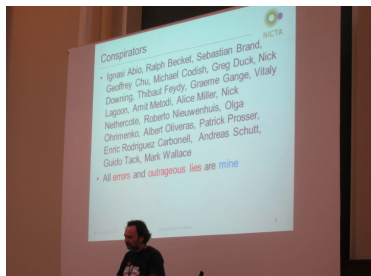 Conspirators
NICTA
• Ignasi Abio, Ralph Becket, Sebastian Brand,
Geoffrey Chu, Michael Codish, Greg Duck, Nick
Downing, Thibaut Feydy, Graeme Gange, Vitaly
Lagoon, Amit Metodi, Alice Miller, Nick
Nethercote, Roberto Nieuwenhuis, Olga
Ohrimenko, Albert Oliveras, Patrick Prosser,
Enric Rodriguez Carbonell, Andreas Schutt,
Guido Tack, Mark Wallace
• All errors and outrageous lies are mine